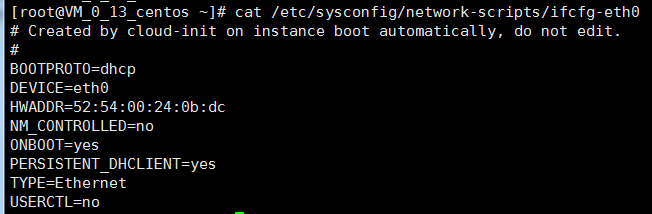 [root@VM_0_13_centos ~]# cat /etc/sysconfig/network-scripts/ifcfg-eth0
# Created by cloud-init on instance boot automatically, do not edit.
#
BOOTPROTO=dhcp
DEVICE=eth0
HWADDR=52:54:00:24:0b:dc
NM_CONTROLLED=no
ONBOOT=yes
PERSISTENT_DHCLIENT=yes
TYPE=Ethernet
USERCTL=no